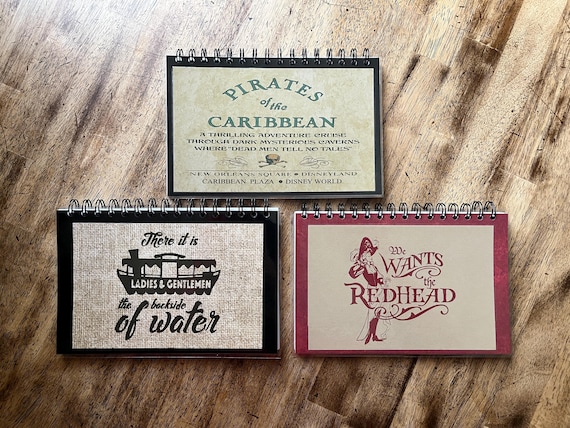 PIRATES
of the
CARIBBEAN
A THRILLING ADVENTURE CRUISE
THROUGH DARK MYSTERIOUS CAVERNS
WHERE "DEAD MEN TELL NO TALES"
NEW ORLEANS SQUARE • DISNEYLAND
CARIBBEAN PLAZA • DISNEY WORLD
There it is
LADIES & GENTLEMEN
the backside
of water
We
WANTS
the
REDHEAD